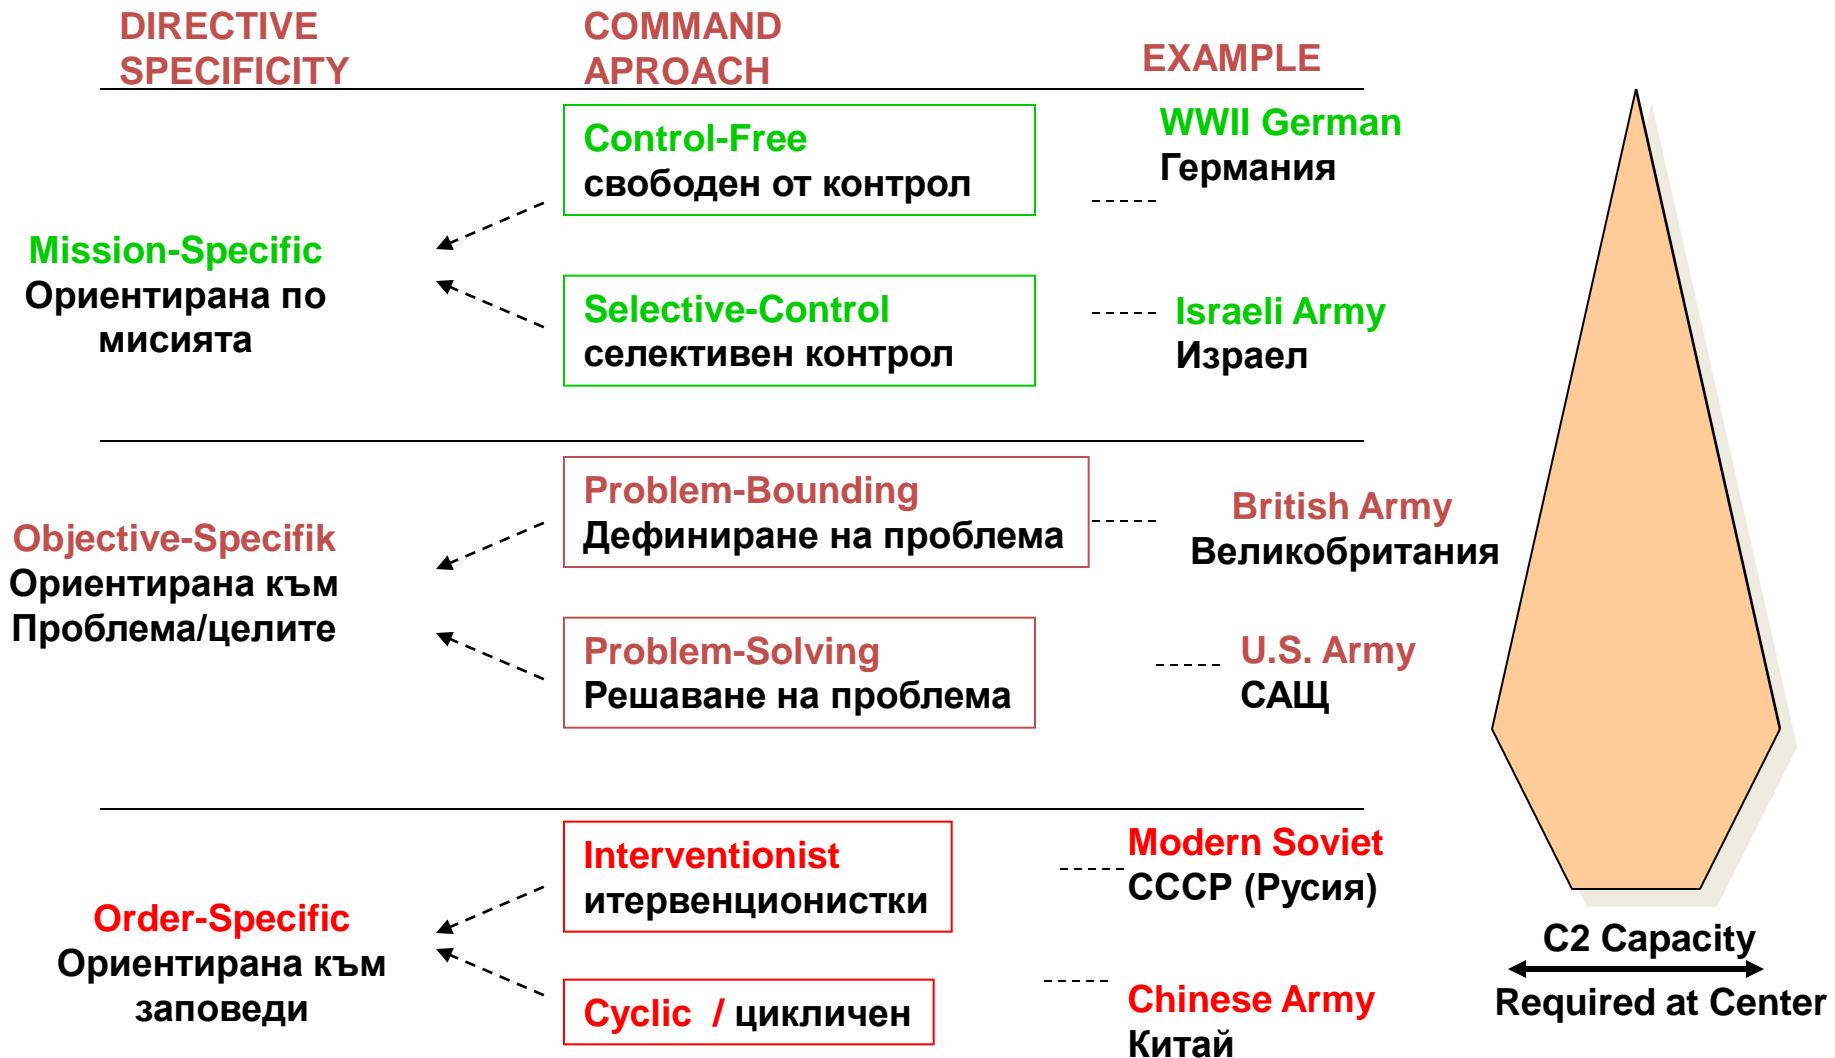 DIRECTIVE
SPECIFICITY
COMMAND
APROACH
EXAMPLE
Mission-Specific
Ориентирана по
мисията
Control-Free
свободен от контрол
WWII German
Германия
Selective-Control
селективен контрол
Israeli Army
Израел
Objective-Specifik
Ориентирана към
Проблема/целите
Problem-Bounding
Дефиниране на проблема
British Army
Великобритания
Problem-Solving
Решаване на проблема
U.S. Army
САЩ
Order-Specific
Ориентирана към
заповеди
Interventionist
итервенционистки
Modern Soviet
СССР (Русия)
Cyclic / цикличен
Chinese Army
Китай
C2 Capacity
Required at Center